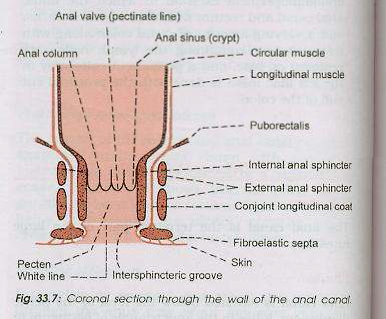 Anal valve (pectinate line)
Anal sinus (crypt)
Anal column
Circular muscle
Longitudinal muscle
Puborectalis
Internal anal sphincter
External anal sphincter
Conjoint longitudinal coat
Fibroelastic septa
Pecten
White line
Intersphincteric groove
Skin
Fig. 33.7: Coronal section through the wall of the anal canal.